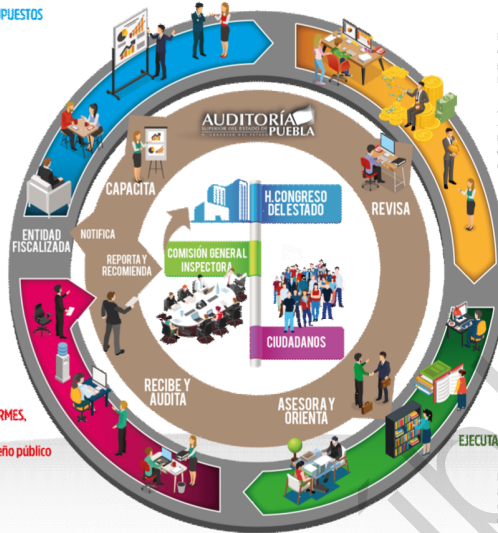 PUESTOS
AUDITORÍA
SUPERIOR DEL ESTADO DE
PUEBLA
CAPACITA
REVISA
H. CONGRESO
DEL ESTADO
ENTIDAD
FISCALIZADA
NOTIFICA
REPORTA Y
RECOMIENDA
COMISIÓN GENERAL
INSPECTORA
CIUDADANOS
RECIBE Y
AUDITA
ASESORA Y
ORIENTA
RMES,
eño público
EJECUTA